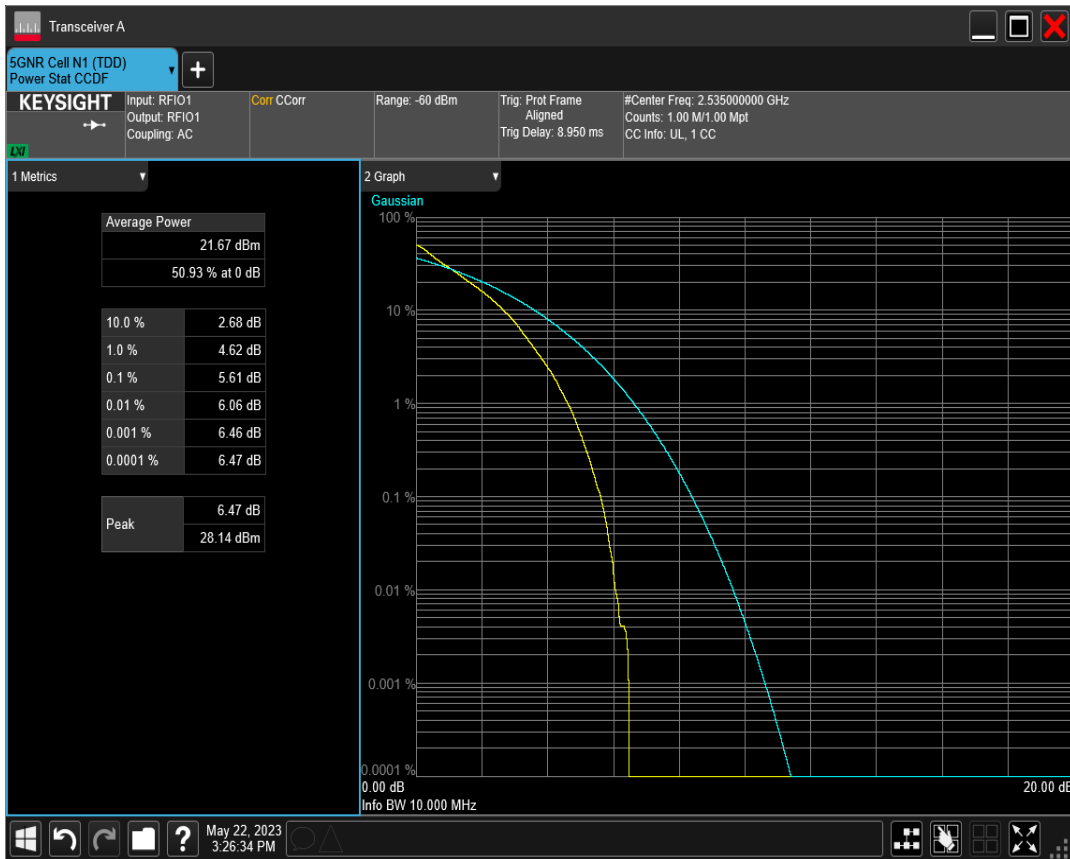 Transceiver A
5GNR Cell N1 (TDD)
Power Stat CCDF
+
KEYSIGHT
LXI
Input: RFIO1
Output: RFIO1
Coupling: AC
Corr CCorr
Range: -60 dBm
Trig: Prot Frame
Aligned
Trig Delay: 8.950 ms
#Center Freq: 2.535000000 GHz
Counts: 1.00 M/1.00 Mpt
CC Info: UL, 1 CC
1 Metrics
Average Power
21.67 dBm
50.93 % at 0 dB
10.0 % 2.68 dB
1.0 % 4.62 dB
0.1 % 5.61 dB
0.01 % 6.06 dB
0.001 % 6.46 dB
0.0001 % 6.47 dB
Peak
6.47 dB
28.14 dBm
2 Graph
Gaussian
100 %
10 %
1 %
0.1 %
0.01 %
0.001 %
0.0001 %
0.00 dB
20.00 dB
Info BW 10.000 MHz
?
May 22, 2023
3:26:34 PM